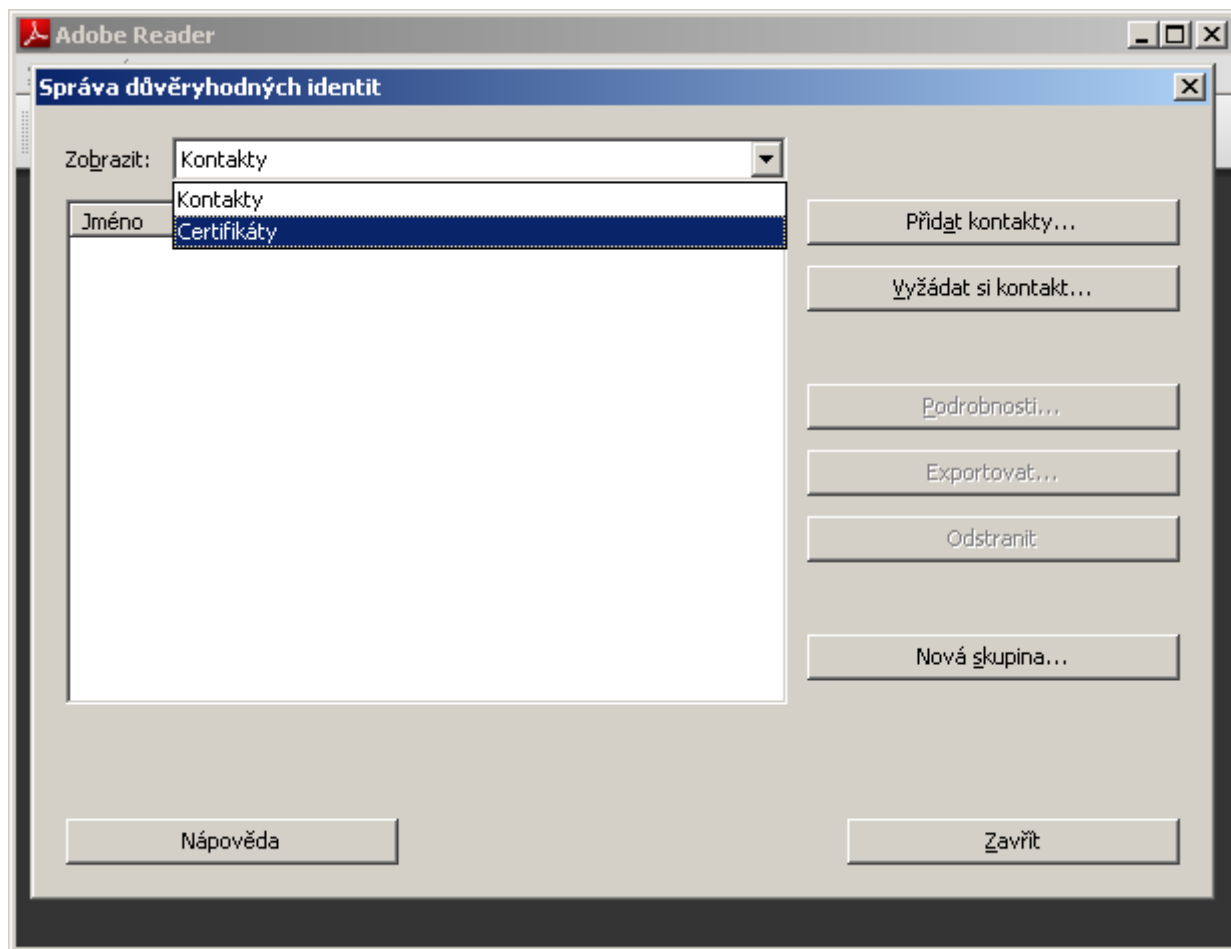 Adobe Reader
Správa důvěryhodných identit
Zobrazit: Kontakty
Kontakty
Certifikáty
Jméno
Přidat kontakty...
Vyžádat si kontakt...
Podrobnosti...
Exportovat...
Odstranit
Nová skupina...
Nápověda
Zavřít